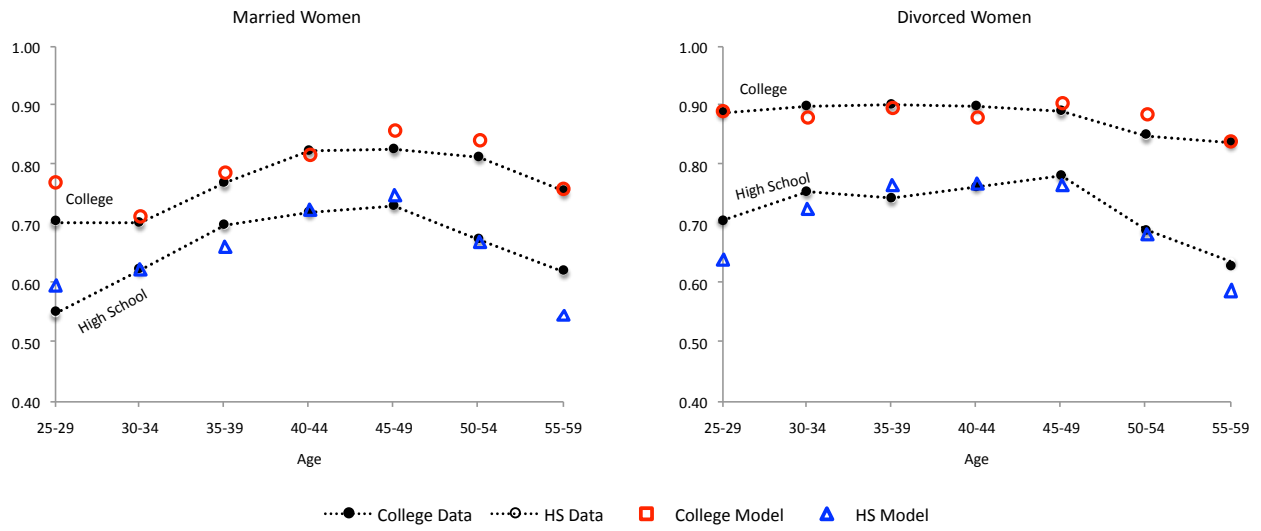 Married Women
1.00
0.90
0.80
0.70
0.60
0.50
0.40
College
High School
25-29 30-34 35-39 40-44 45-49 50-54 55-59
Age
Divorced Women
1.00
0.90
0.80
0.70
0.60
0.50
0.40
College
High School
25-29 30-34 35-39 40-44 45-49 50-54 55-59
Age
College Data HS Data College Model HS Model